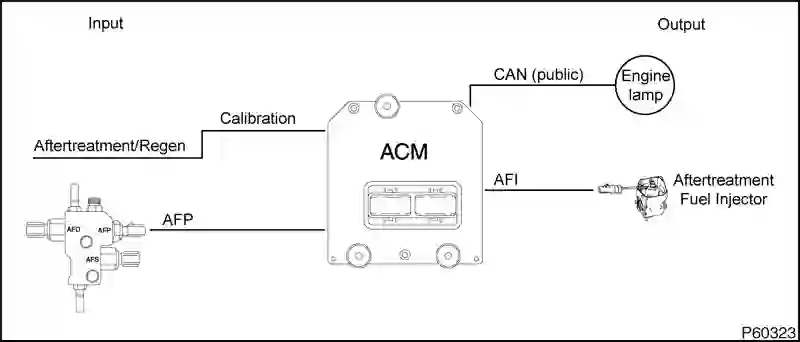 Input
Output
CAN (public)
Engine
lamp
Calibration
Aftertreatment/Regen
ACM
AFI
Aftertreatment
Fuel Injector
AFP
AFD
AFP
AFS
P60323